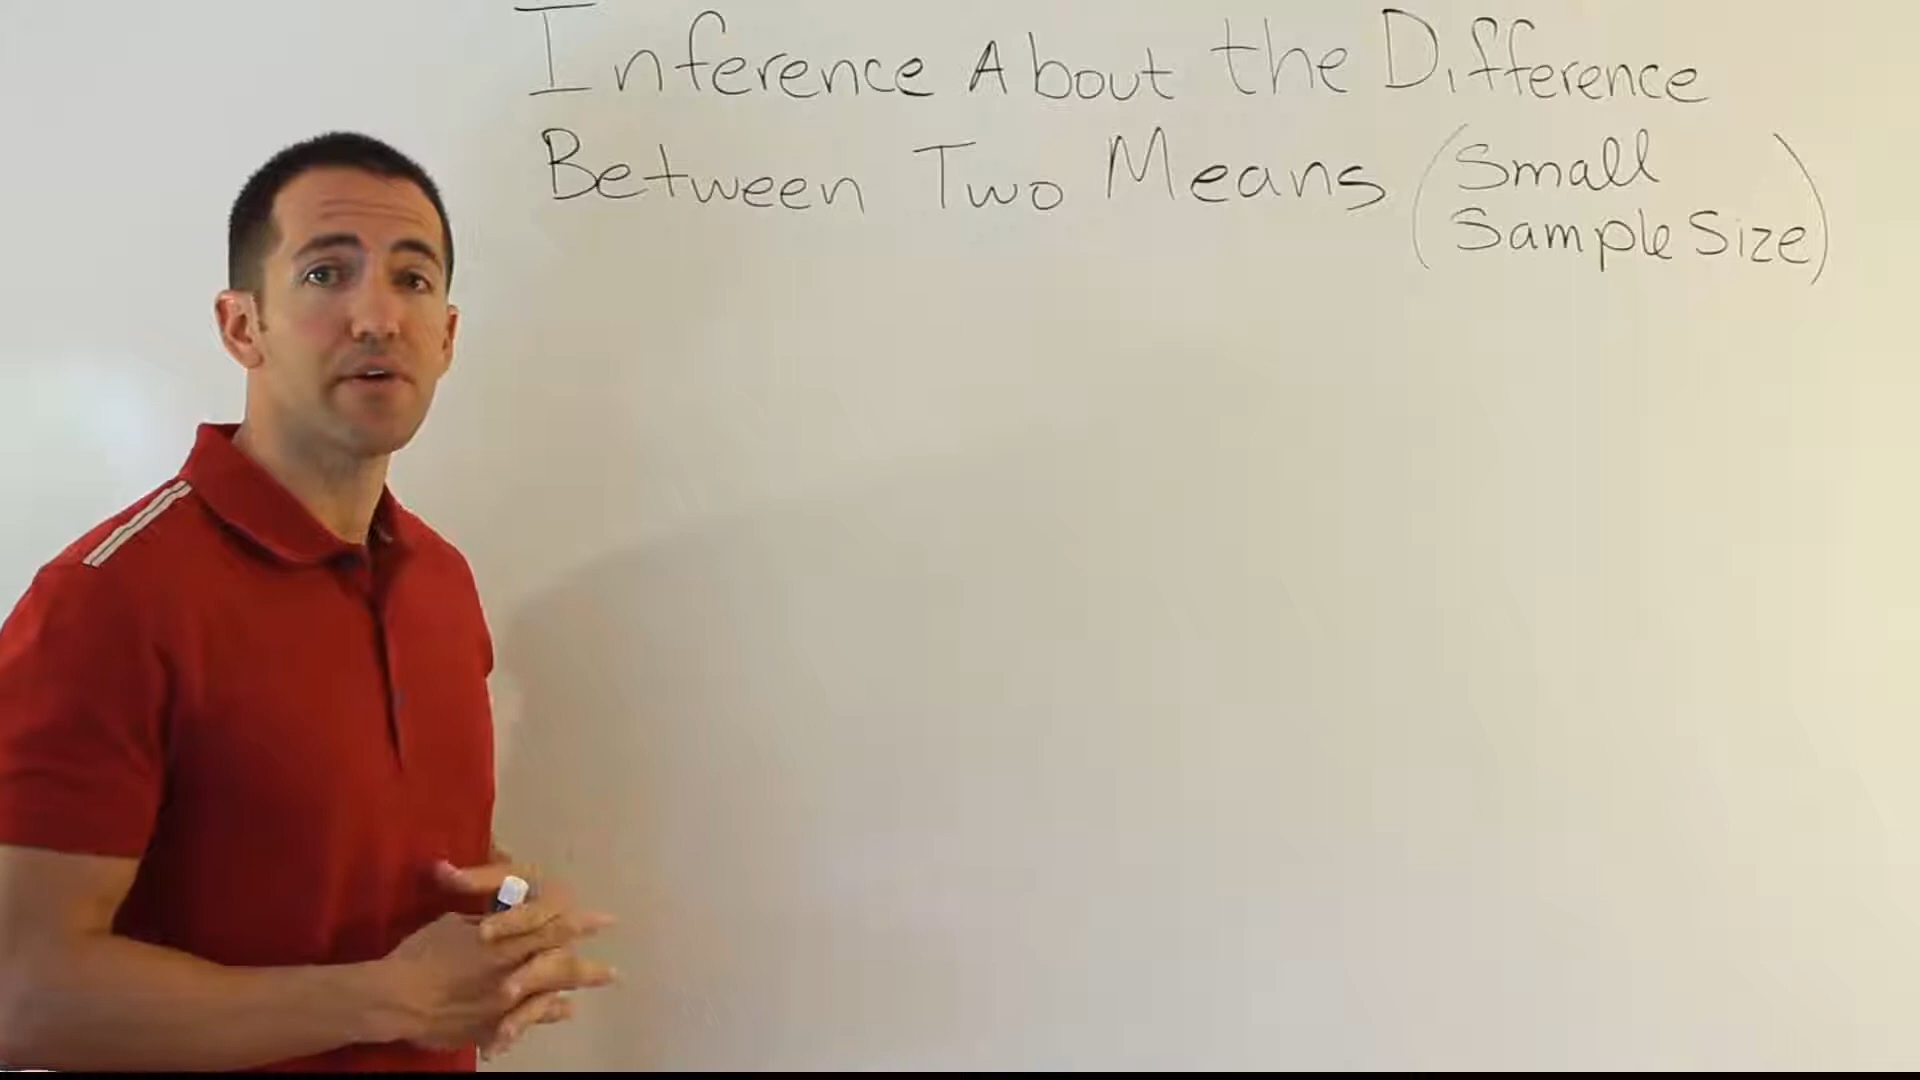 Inference About the Difference
Between Two Means (Small
Sample Size)